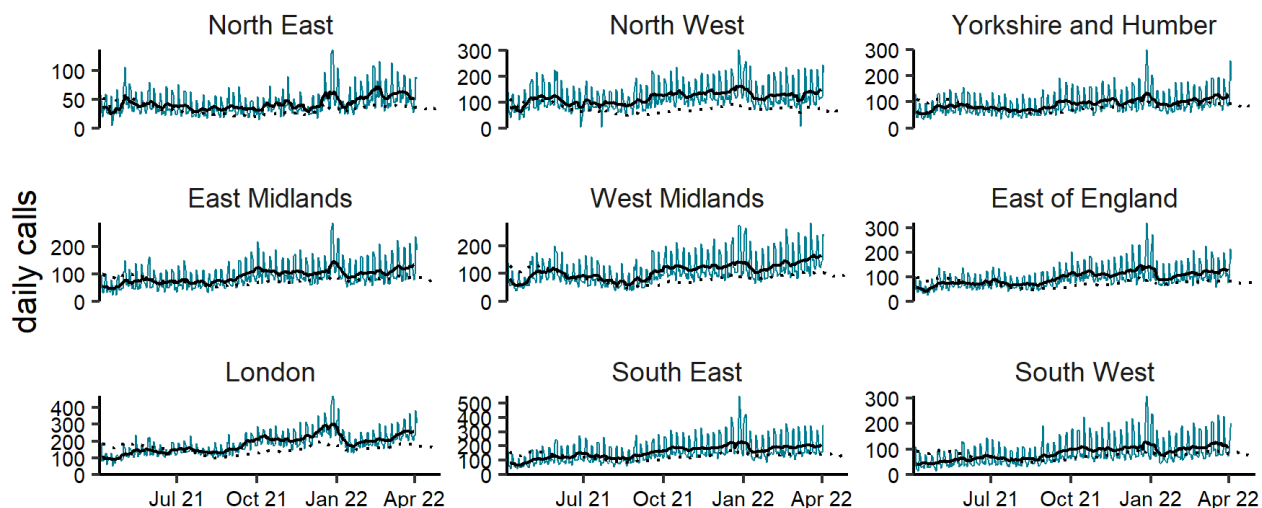 North East
North West
Yorkshire and Humber
100
50
0
300
200
100
0
300
200
100
0
East Midlands
West Midlands
East of England
daily calls
200
100
0
200
100
0
300
200
100
0
London
South East
South West
400
300
200
100
0
500
400
300
200
100
0
300
200
100
0
Jul 21 Oct 21 Jan 22 Apr 22
Jul 21 Oct 21 Jan 22 Apr 22
Jul 21 Oct 21 Jan 22 Apr 22